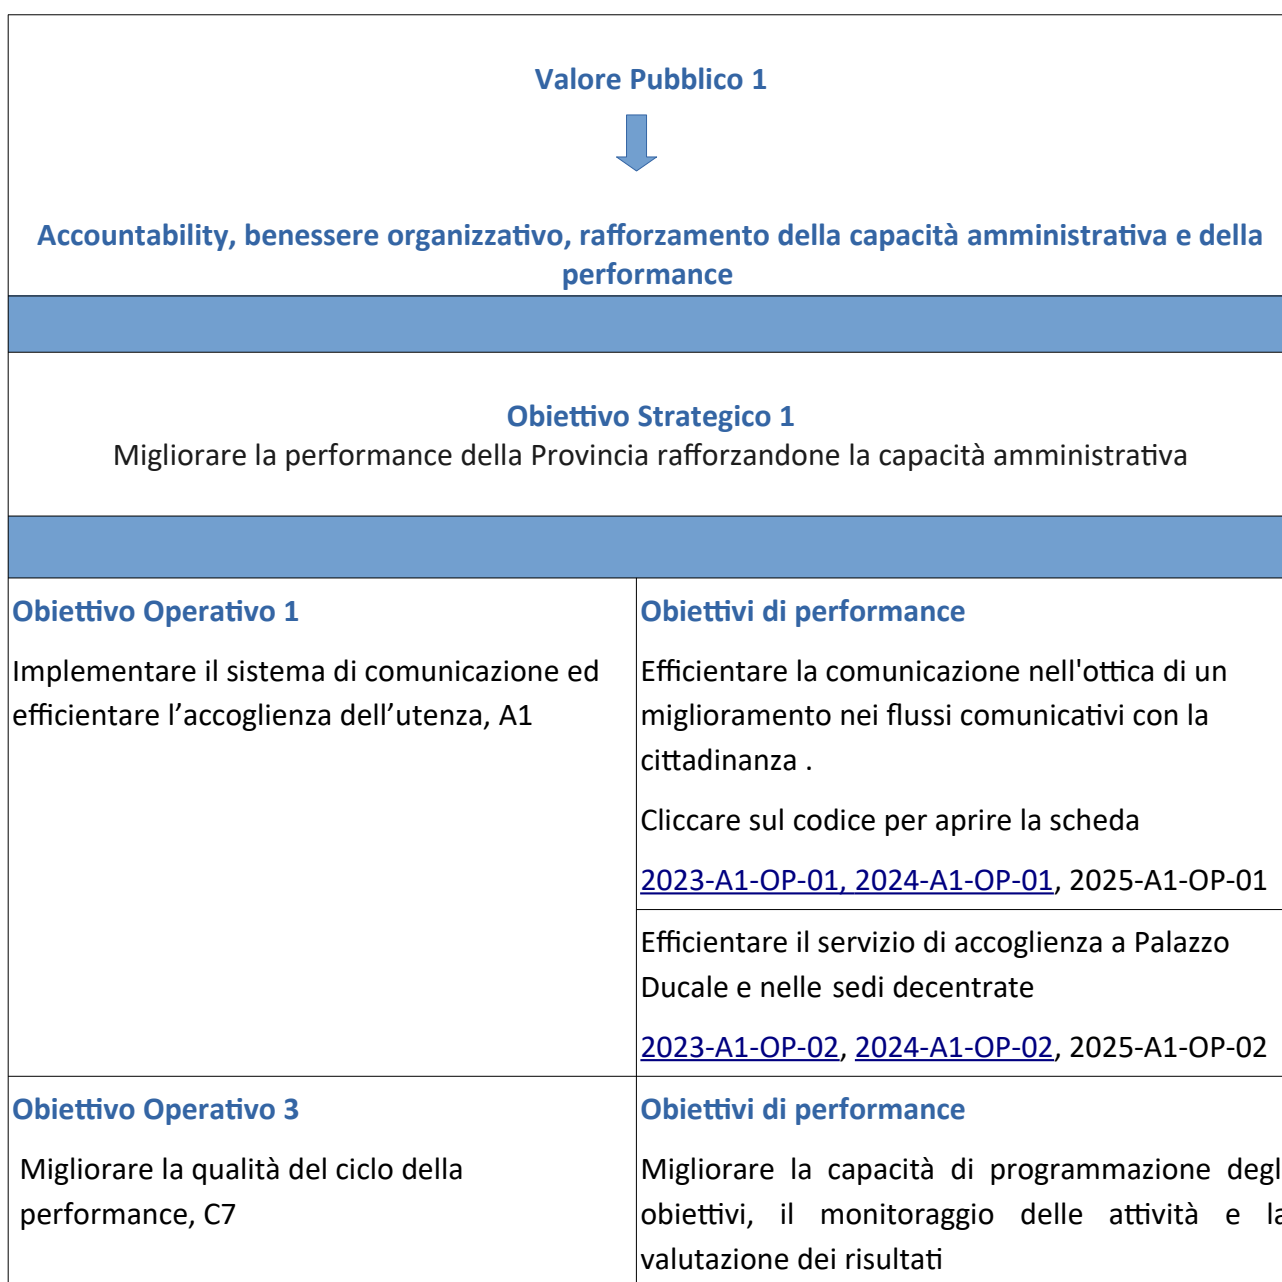 Valore Pubblico 1
Accountability, benessere organizzativo, rafforzamento della capacità amministrativa e della
performance
Obiettivo Strategico 1
Migliorare la performance della Provincia rafforzandone la capacità amministrativa
Obiettivo Operativo 1
Implementare il sistema di comunicazione ed
efficientare l’accoglienza dell’utenza, A1
Obiettivi di performance
Efficientare la comunicazione nell'ottica di un
miglioramento nei flussi comunicativi con la
cittadinanza .
Cliccare sul codice per aprire la scheda
2023-A1-OP-01, 2024-A1-OP-01, 2025-A1-OP-01
Efficientare il servizio di accoglienza a Palazzo
Ducale e nelle sedi decentrate
2023-A1-OP-02, 2024-A1-OP-02, 2025-A1-OP-02
Obiettivo Operativo 3
Migliorare la qualità del ciclo della
performance, C7
Obiettivi di performance
Migliorare la capacità di programmazione degl
obiettivi, il monitoraggio delle attività e la
valutazione dei risultati